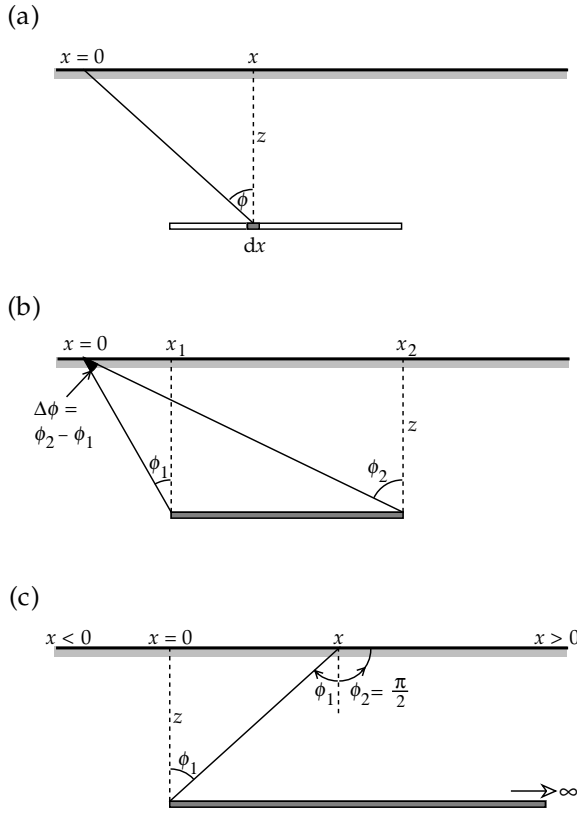 (a)
x = 0 x
z
ϕ
dx
(b)
x = 0 x₁ x₂
Δϕ =
ϕ₂ – ϕ₁
z
ϕ₁ ϕ₂
(c)
x < 0 x = 0 x x > 0
z
ϕ₁ ϕ₂ = π/2
ϕ₁
∞